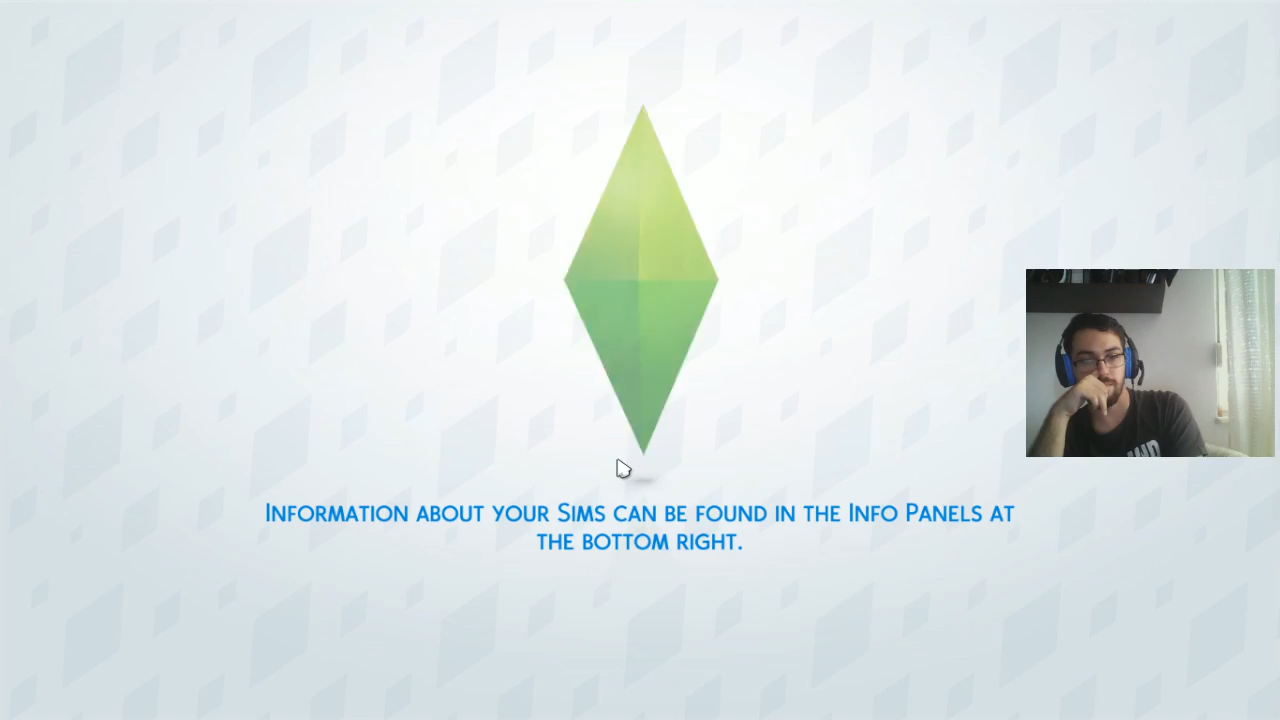 Information about your Sims can be found in the Info Panels at
the bottom right.